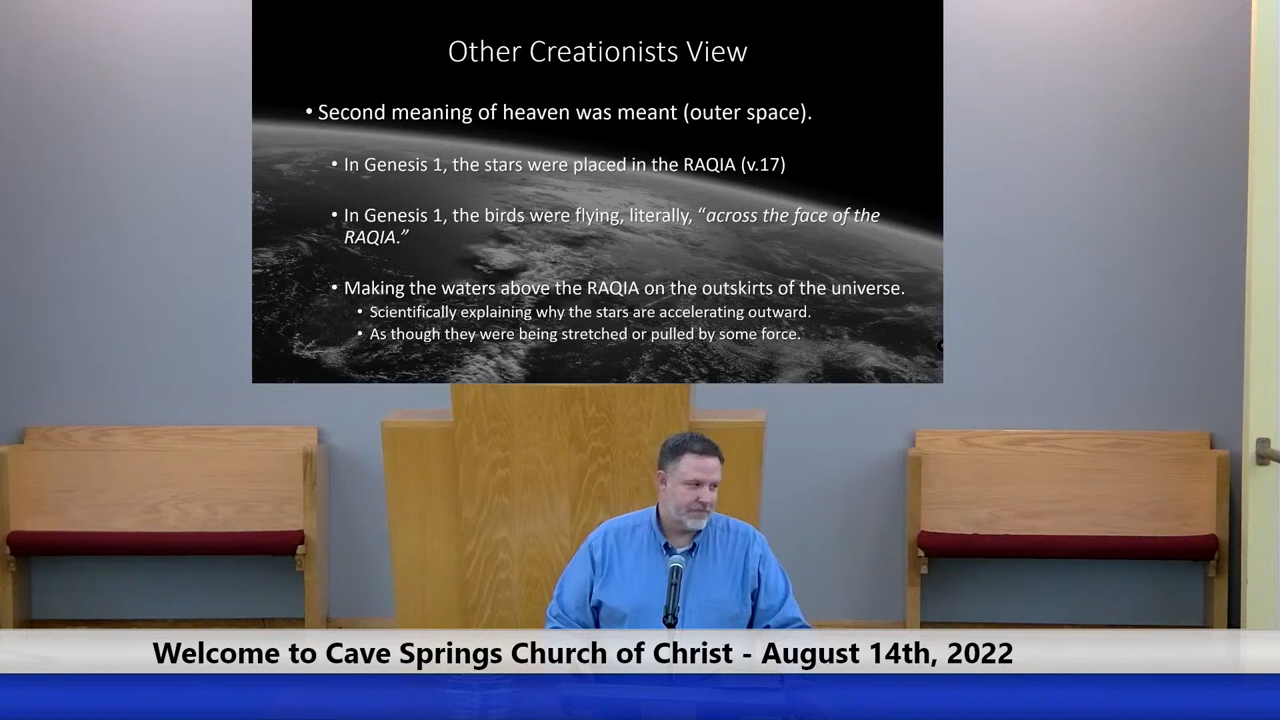 Other Creationists View
• Second meaning of heaven was meant (outer space).
• In Genesis 1, the stars were placed in the RAQIA (v.17)
• In Genesis 1, the birds were flying, literally, “across the face of the
RAQIA.”
• Making the waters above the RAQIA on the outskirts of the universe.
• Scientifically explaining why the stars are accelerating outward.
• As though they were being stretched or pulled by some force.
Welcome to Cave Springs Church of Christ - August 14th, 2022